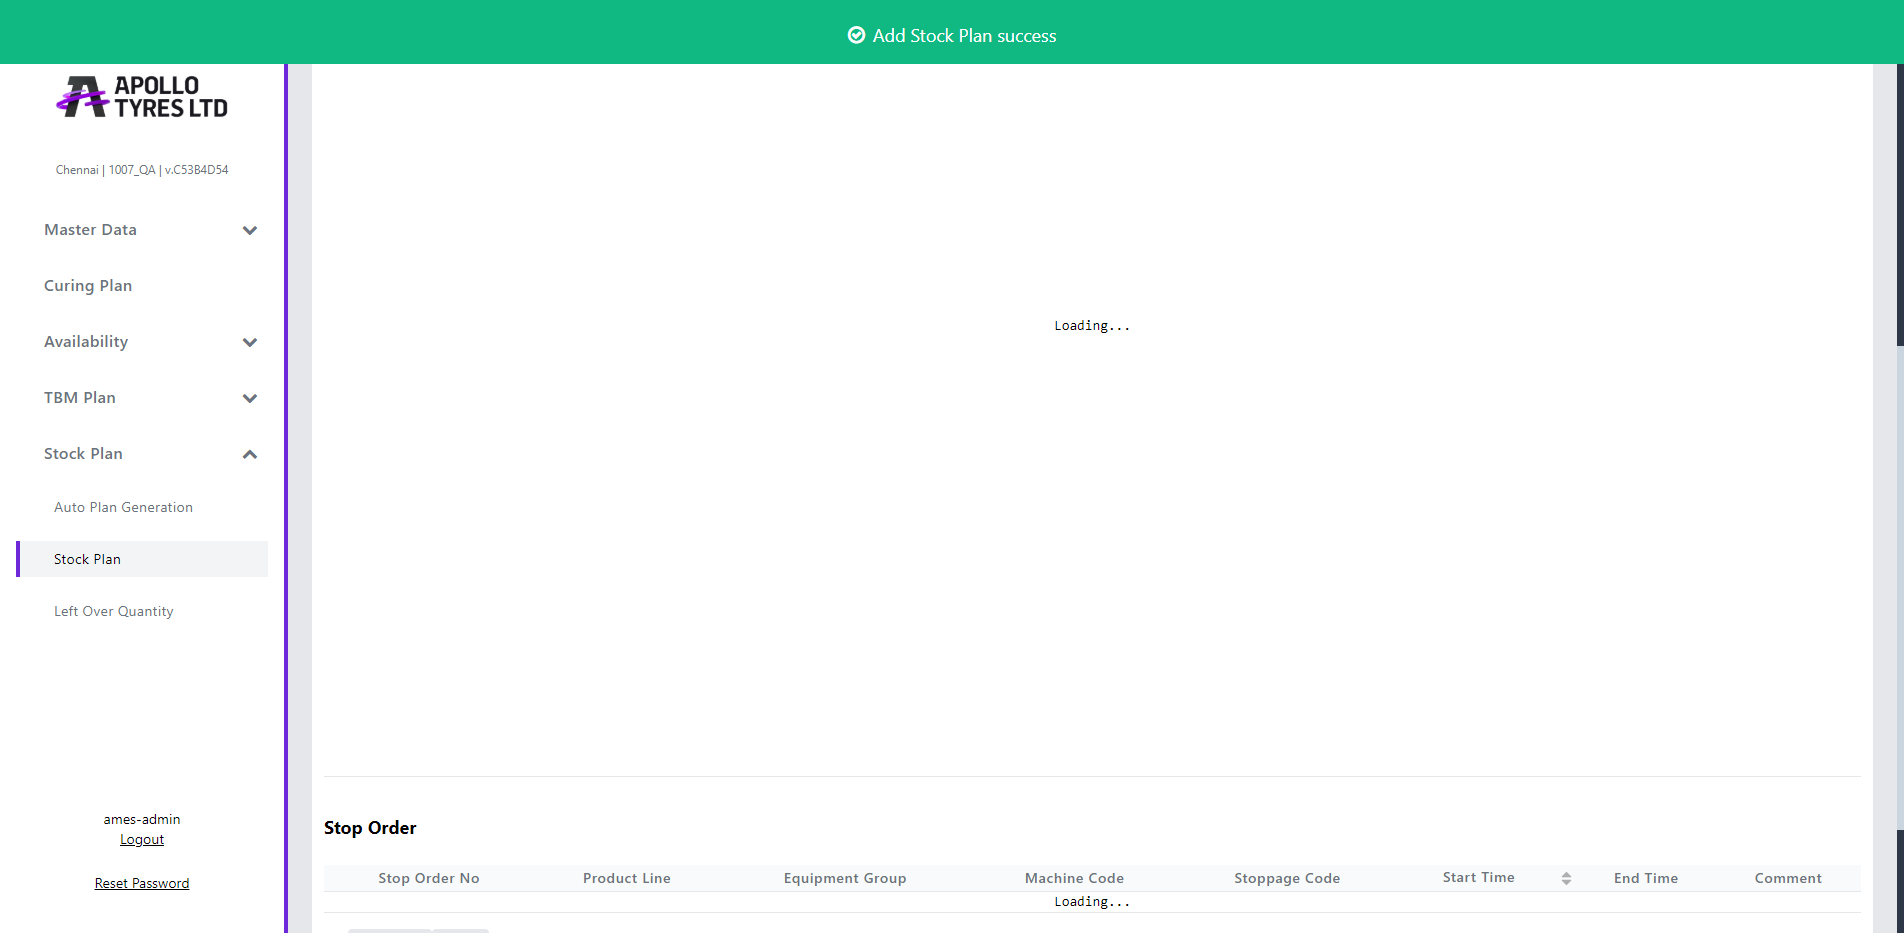 Add Stock Plan success
APOLLO
TYRES LTD
Chennai | 1007_QA | v.C53B4D54
Master Data
Curing Plan
Availability
TBM Plan
Stock Plan
Auto Plan Generation
Stock Plan
Left Over Quantity
ames-admin
Logout
Reset Password
Loading...
Stop Order
Stop Order No Product Line Equipment Group Machine Code Stoppage Code Start Time End Time Comment
Loading...